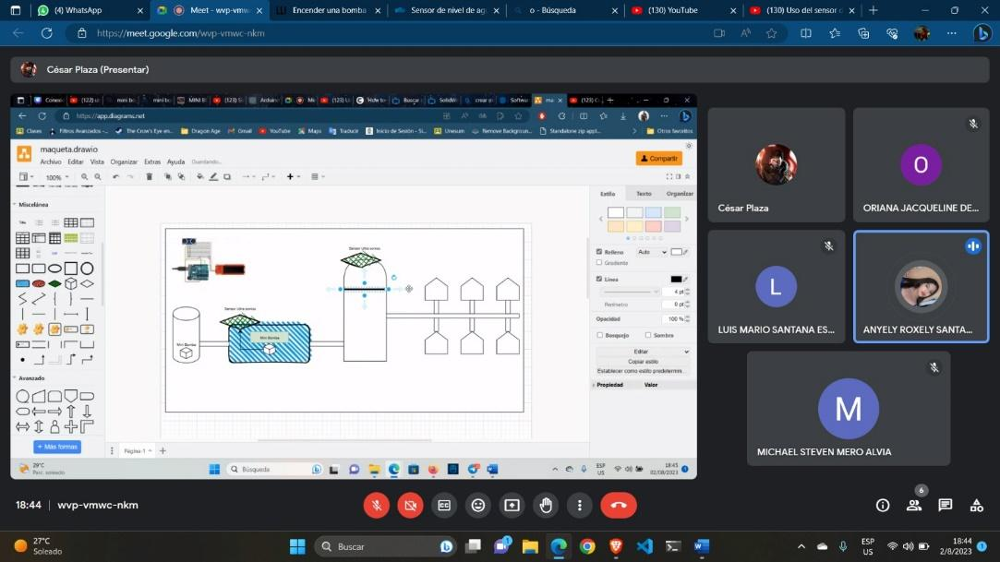 (4) WhatsApp
Meet - wvp-vmw
Encender una bomba
Sensor de nivel de ag
o - Búsqueda
(130) YouTube
(130) Uso del sensor
https://meet.google.com/wvp-vmwc-nkm
César Plaza (Presentar)
https://app.diagrams.net
Clases
Filtros Avanzados -...
The Crow's Eye en...
Dragon Age
Gmail
YouTube
Maps
Traducir
Inicio de Sesión - Si...
Unesum
Remove Backgroun...
Standalone zip appl...
Otros favoritos
maqueta.drawio
Archivo Editar Vista Organizar Extras Ayuda Guardando...
Compartir
100%
Miscelánea
Avanzado
+ Más formas
Sensor Ultra sonico
Sensor Ultra sonico
Mini Bomba
Mini Bomba
Estilo Texto Organizar
Relleno Auto
Gradiente
Línea
4 pt
Perímetro 0 pt
Opacidad 100 %
Bosquejo Sombra
Editar
Copiar estilo
Establecer como estilo predetermin...
Propiedad Valor
Página-1
29°C
Parc. soleado
Búsqueda
ESP
US
18:45
02/08/2023
César Plaza
O
ORIANA JACQUELINE DE...
L
LUIS MARIO SANTANA ES...
ANYELY ROXELY SANTA...
M
MICHAEL STEVEN MERO ALVIA
18:44 | wvp-vmwc-nkm
6
27°C
Soleado
Buscar
ESP
US
18:44
2/8/2023